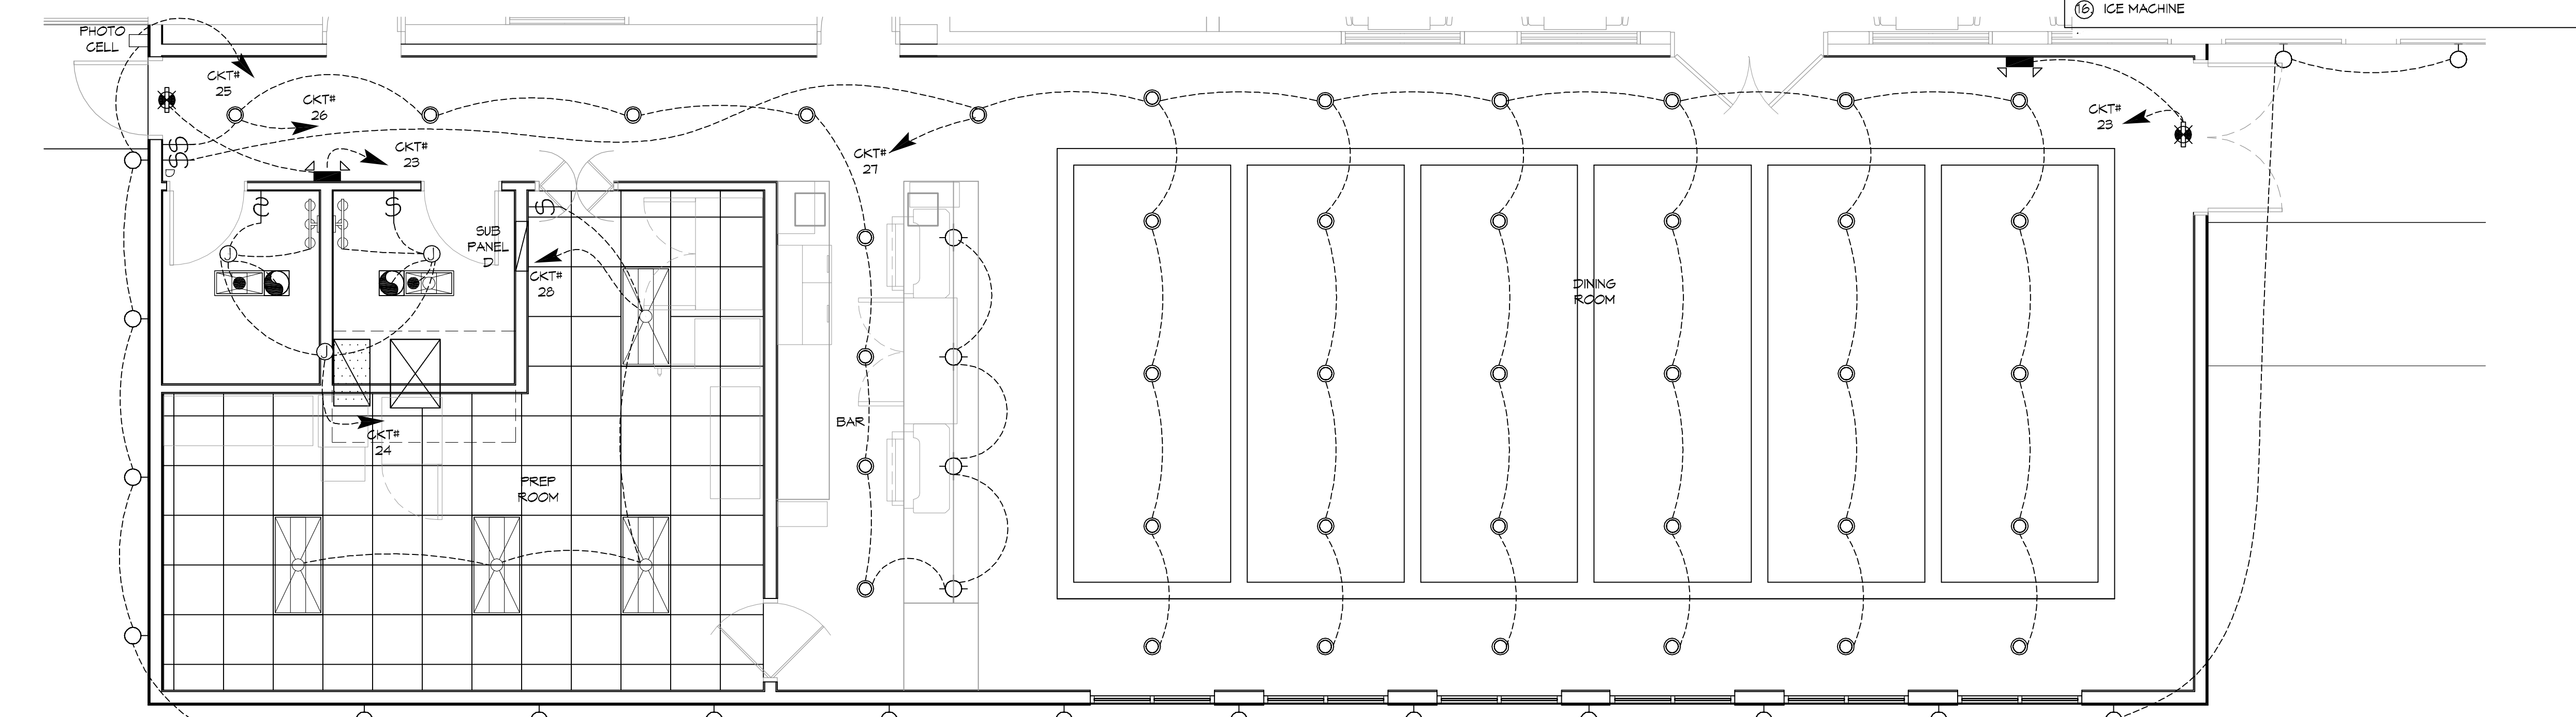 16. ICE MACHINE
PHOTO
CELL
CKT#
25
CKT#
26
CKT#
23
CKT#
27
CKT#
23
S
S
D
S
S
S
J
J
J
SUB
PANEL
D
CKT#
28
DINING
ROOM
BAR
CKT#
24
PREP
ROOM